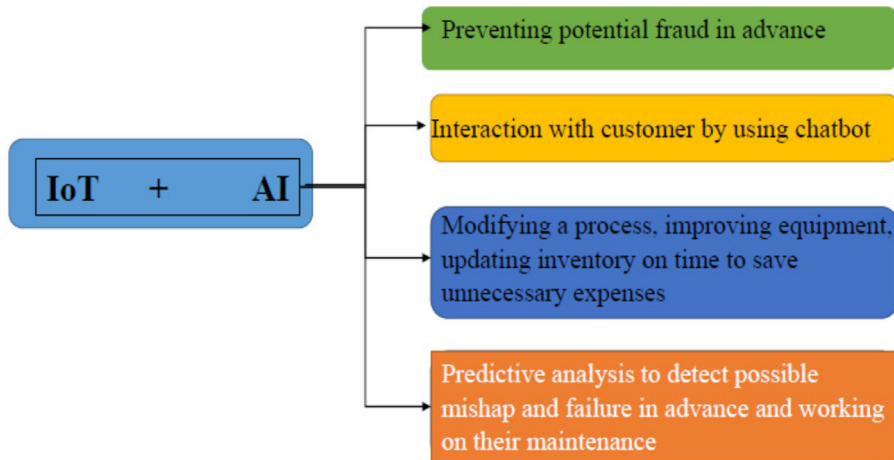 Preventing potential fraud in advance
Interaction with customer by using chatbot
IoT + AI
Modifying a process, improving equipment,
updating inventory on time to save
unnecessary expenses
Predictive analysis to detect possible
mishap and failure in advance and working
on their maintenance